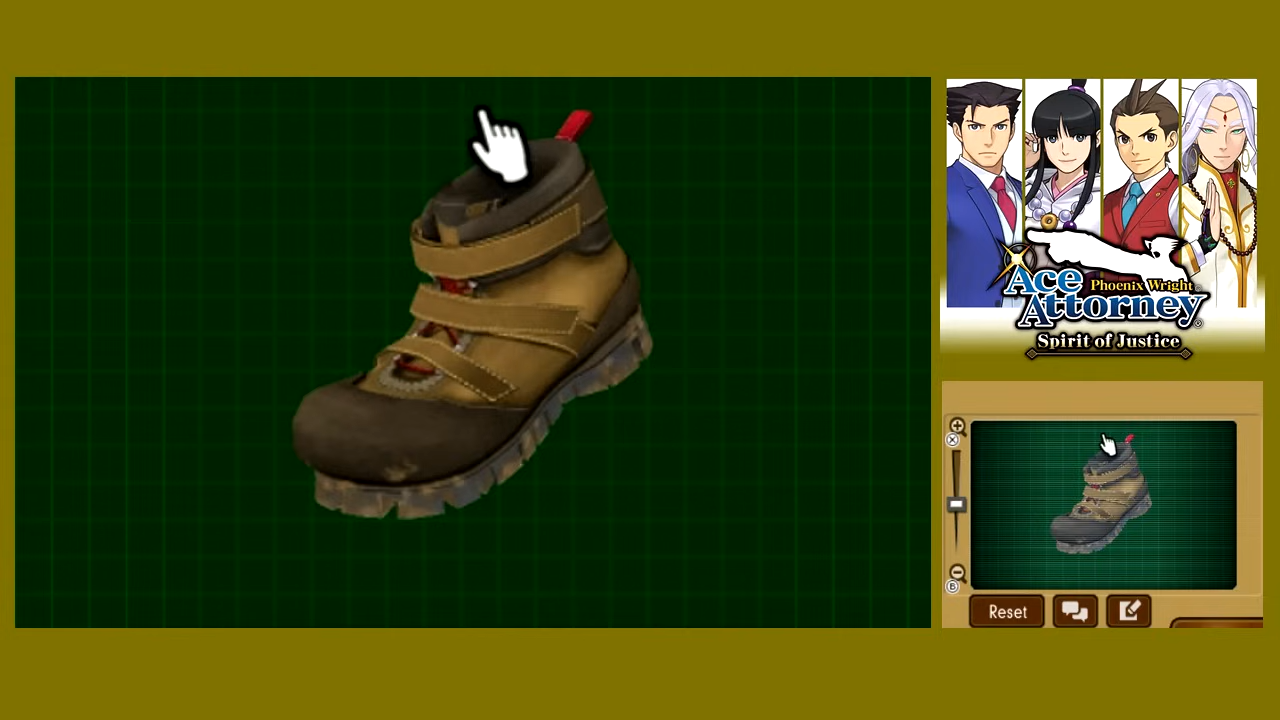 Ace
Phoenix Wright
Attorney
Spirit of Justice
X
B
Reset